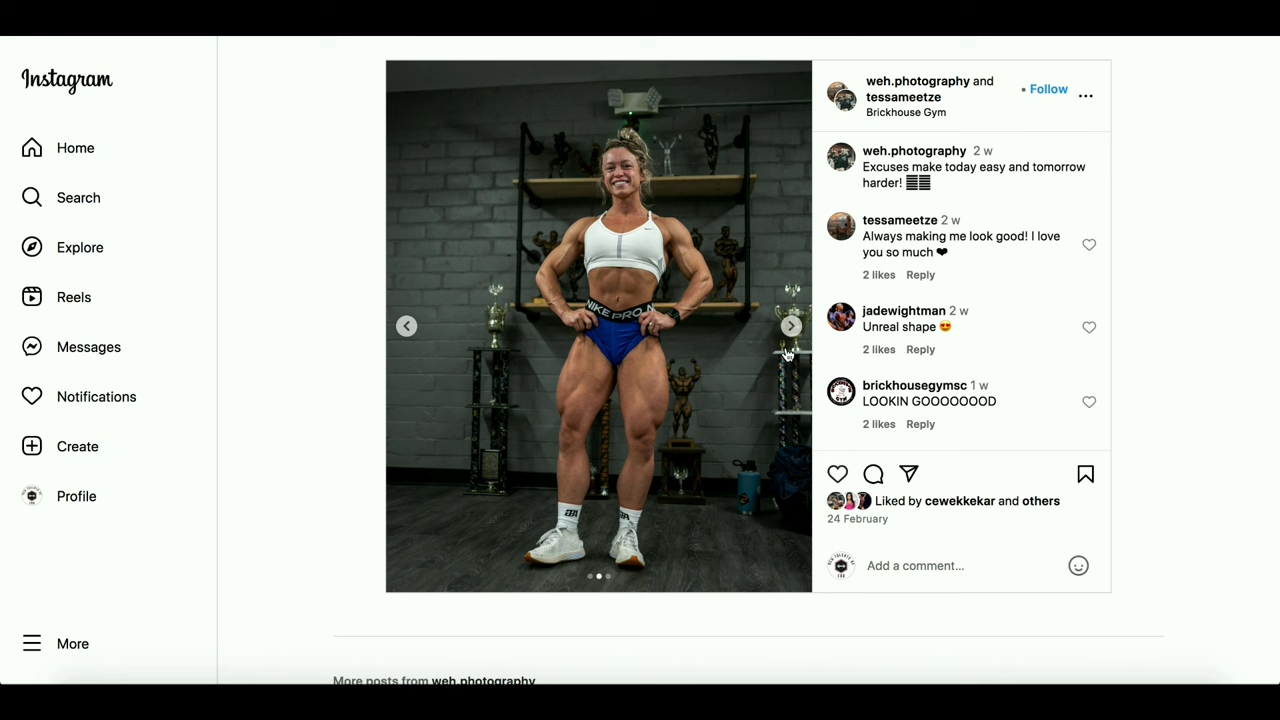 Instagram
Home
Search
Explore
Reels
Messages
Notifications
Create
Profile
More
NIKE PRO N
weh.photography and
tessameetze
• Follow
Brickhouse Gym
weh.photography 2 w
Excuses make today easy and tomorrow
harder!
tessameetze 2 w
Always making me look good! I love
you so much ❤
2 likes Reply
jadewightman 2 w
Unreal shape 😍
2 likes Reply
brickhousegymsc 1 w
LOOKIN GOOOOOOOD
2 likes Reply
Liked by cewekkekar and others
24 February
Add a comment...
More posts from weh.photography